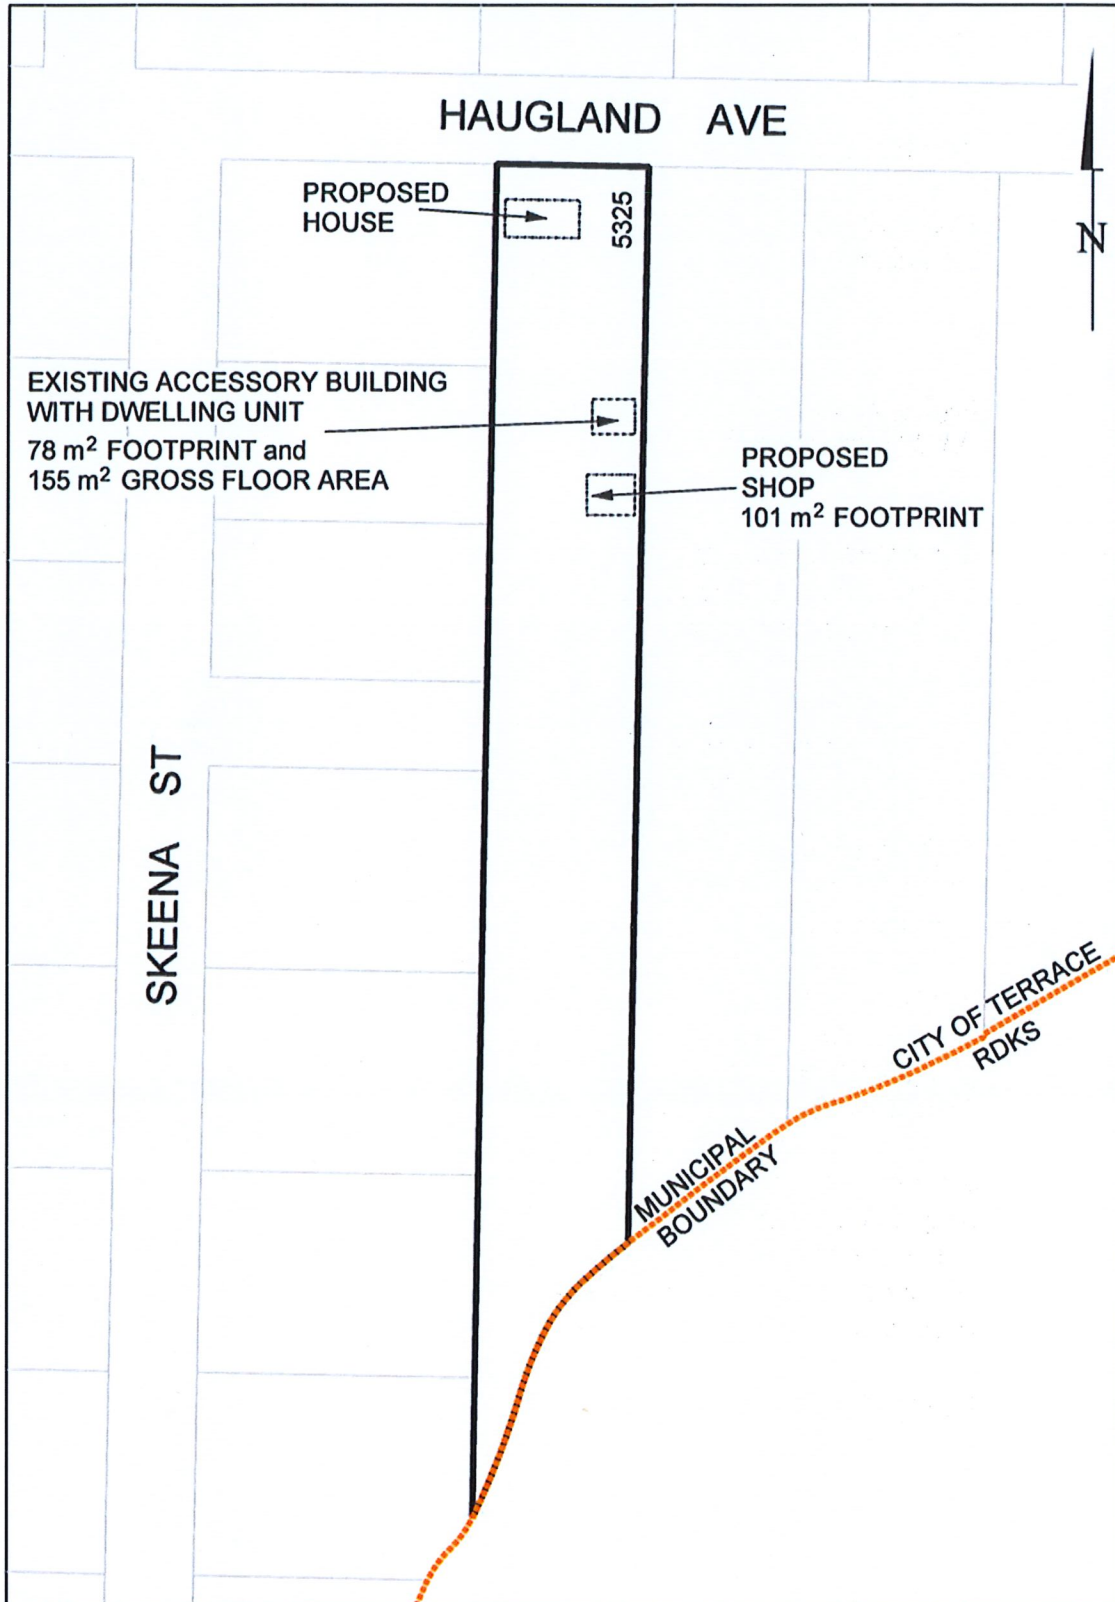 HAUGLAND AVE
PROPOSED
HOUSE
5325
N
EXISTING ACCESSORY BUILDING
WITH DWELLING UNIT
78 m² FOOTPRINT and
155 m² GROSS FLOOR AREA
PROPOSED
SHOP
101 m² FOOTPRINT
SKEENA ST
CITY OF TERRACE
RDKS
MUNICIPAL
BOUNDARY